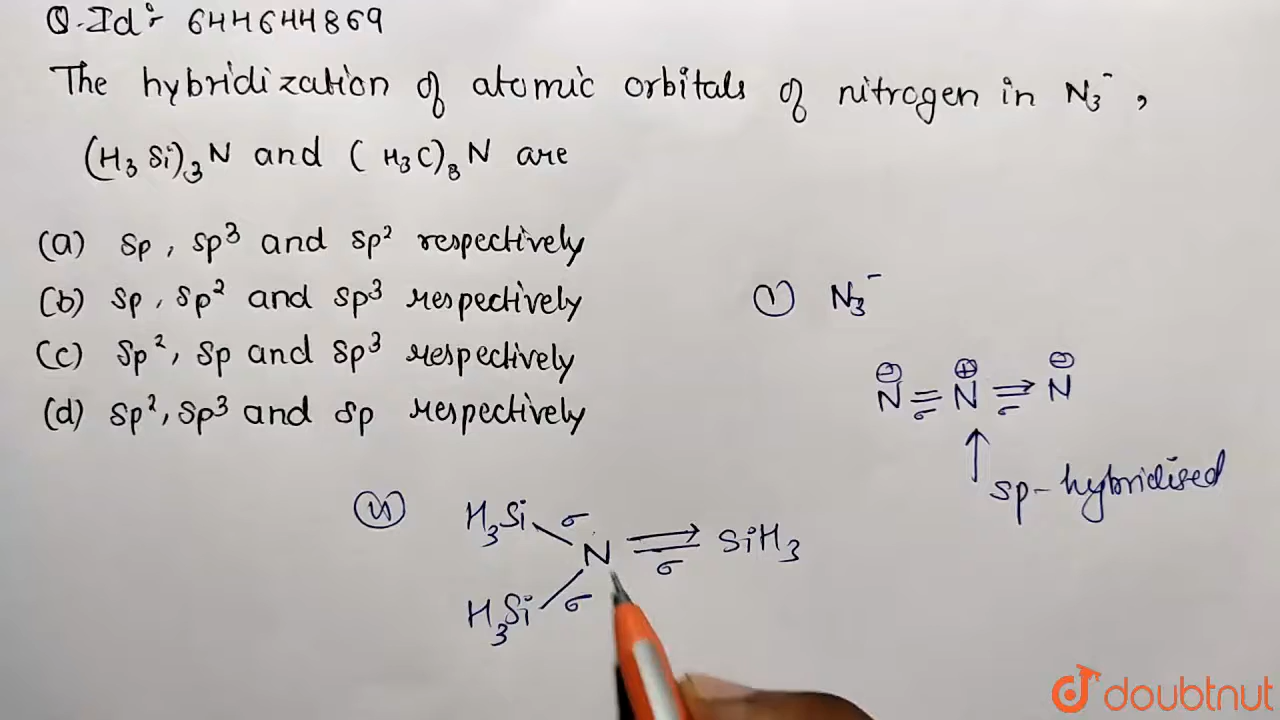 Q.Id:- 644644869
The hybridization of atomic orbitals of nitrogen in N₃⁻,
(H₃Si)₃N and (H₃C)₃N are
(a) sp, sp³ and sp² respectively
(b) sp, sp² and sp³ respectively
(c) sp², sp and sp³ respectively
(d) sp², sp³ and sp respectively
(i) N₃⁻
⊖ ⊕ ⊖
N = N ⇒ N
σ σ
↑
sp-hybridised
(ii) H₃Si σ
N ⇒ SiH₃
σ
H₃Si σ
doubtnut